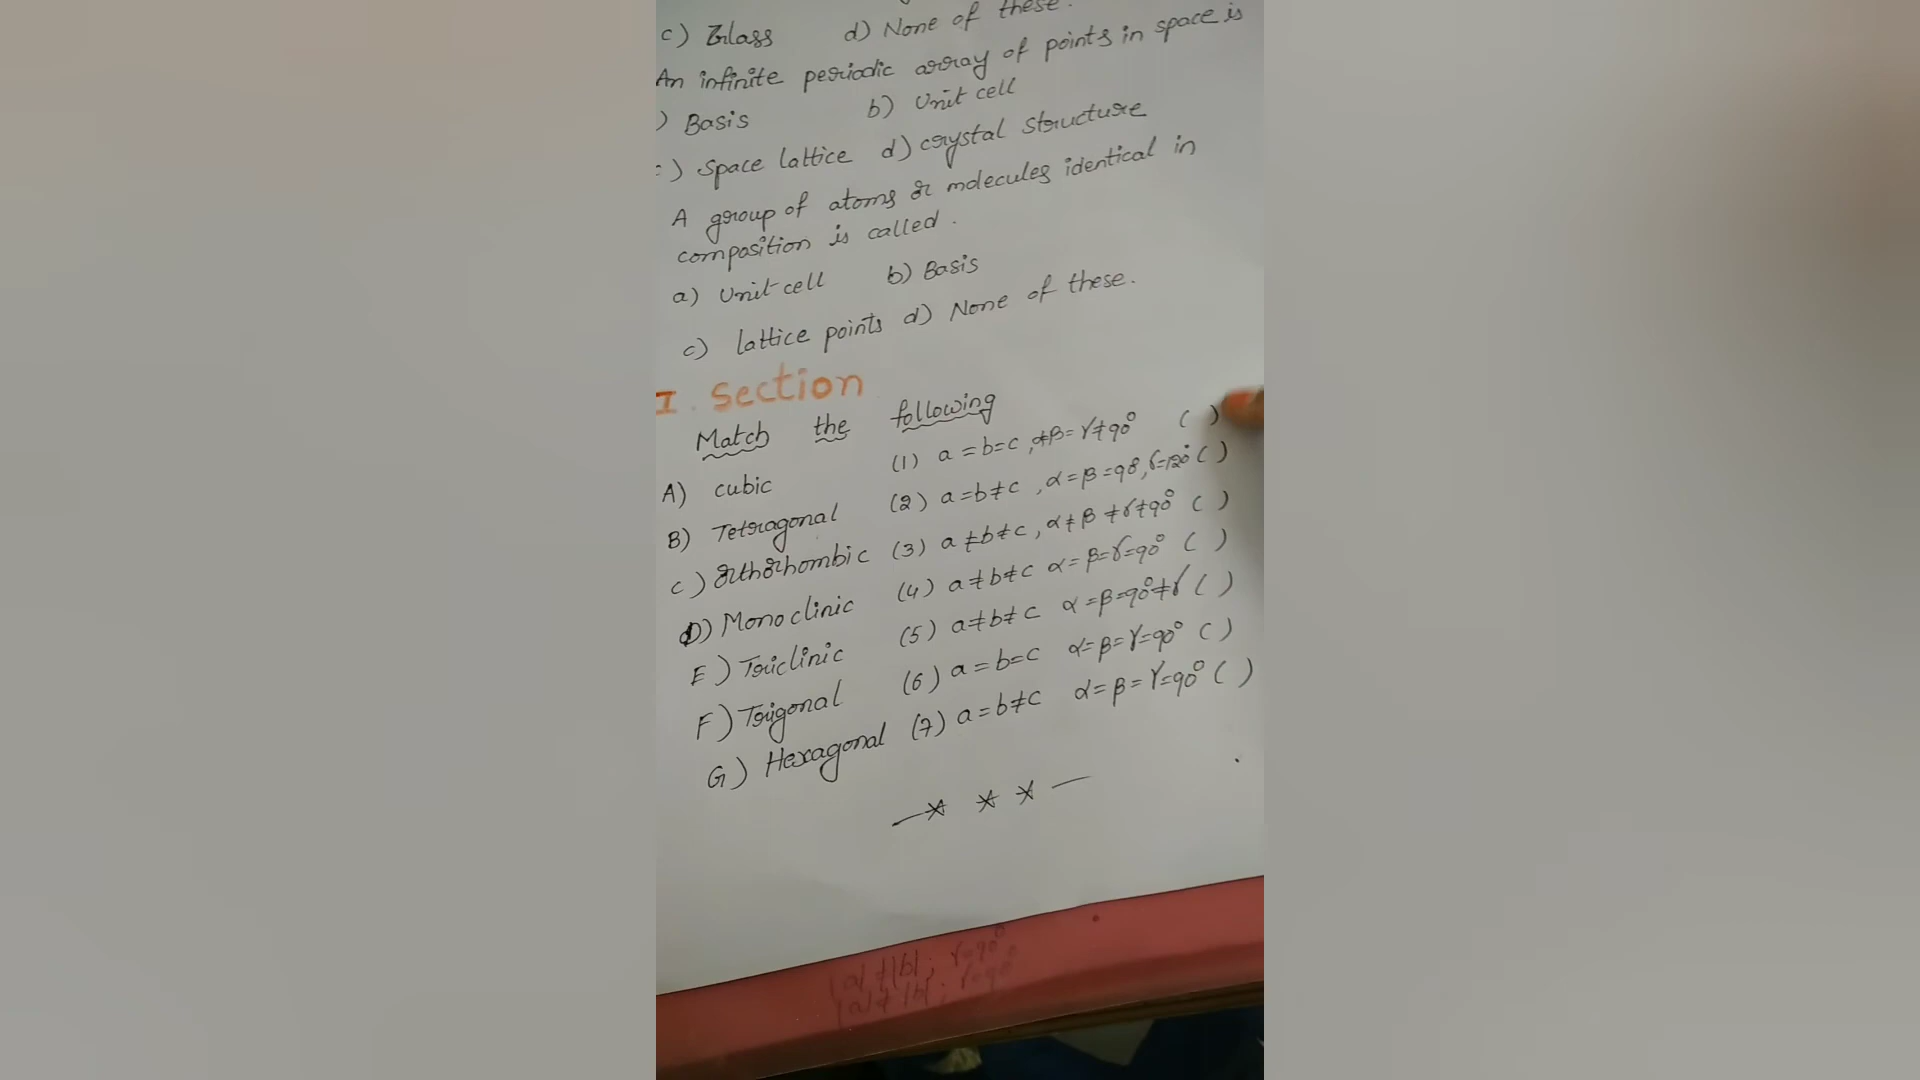 c) Glass d) None of these.
An infinite periodic array of points in space is
) Basis b) Unit cell
c) Space lattice d) crystal structure
A group of atoms or molecules identical in
composition is called.
a) Unit cell b) Basis
c) lattice points d) None of these.
I. Section
Match the following
A) cubic (1) a=b=c, α=β=γ≠90° ( )
B) Tetragonal (2) a=b≠c, α=β=90°, γ=120° ( )
C) Orthorhombic (3) a≠b≠c, α≠β≠γ≠90° ( )
D) Monoclinic (4) a≠b≠c α=β=γ=90° ( )
E) Triclinic (5) a≠b≠c α=β=90°≠γ ( )
F) Trigonal (6) a=b=c α=β=γ=90° ( )
G) Hexagonal (7) a=b≠c α=β=γ=90° ( )
—* * *—
|a|≠|b|; γ=90°
|a|≠|b|; γ=90°